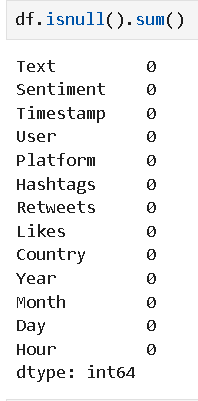 df.isnull().sum()
Text 0
Sentiment 0
Timestamp 0
User 0
Platform 0
Hashtags 0
Retweets 0
Likes 0
Country 0
Year 0
Month 0
Day 0
Hour 0
dtype: int64